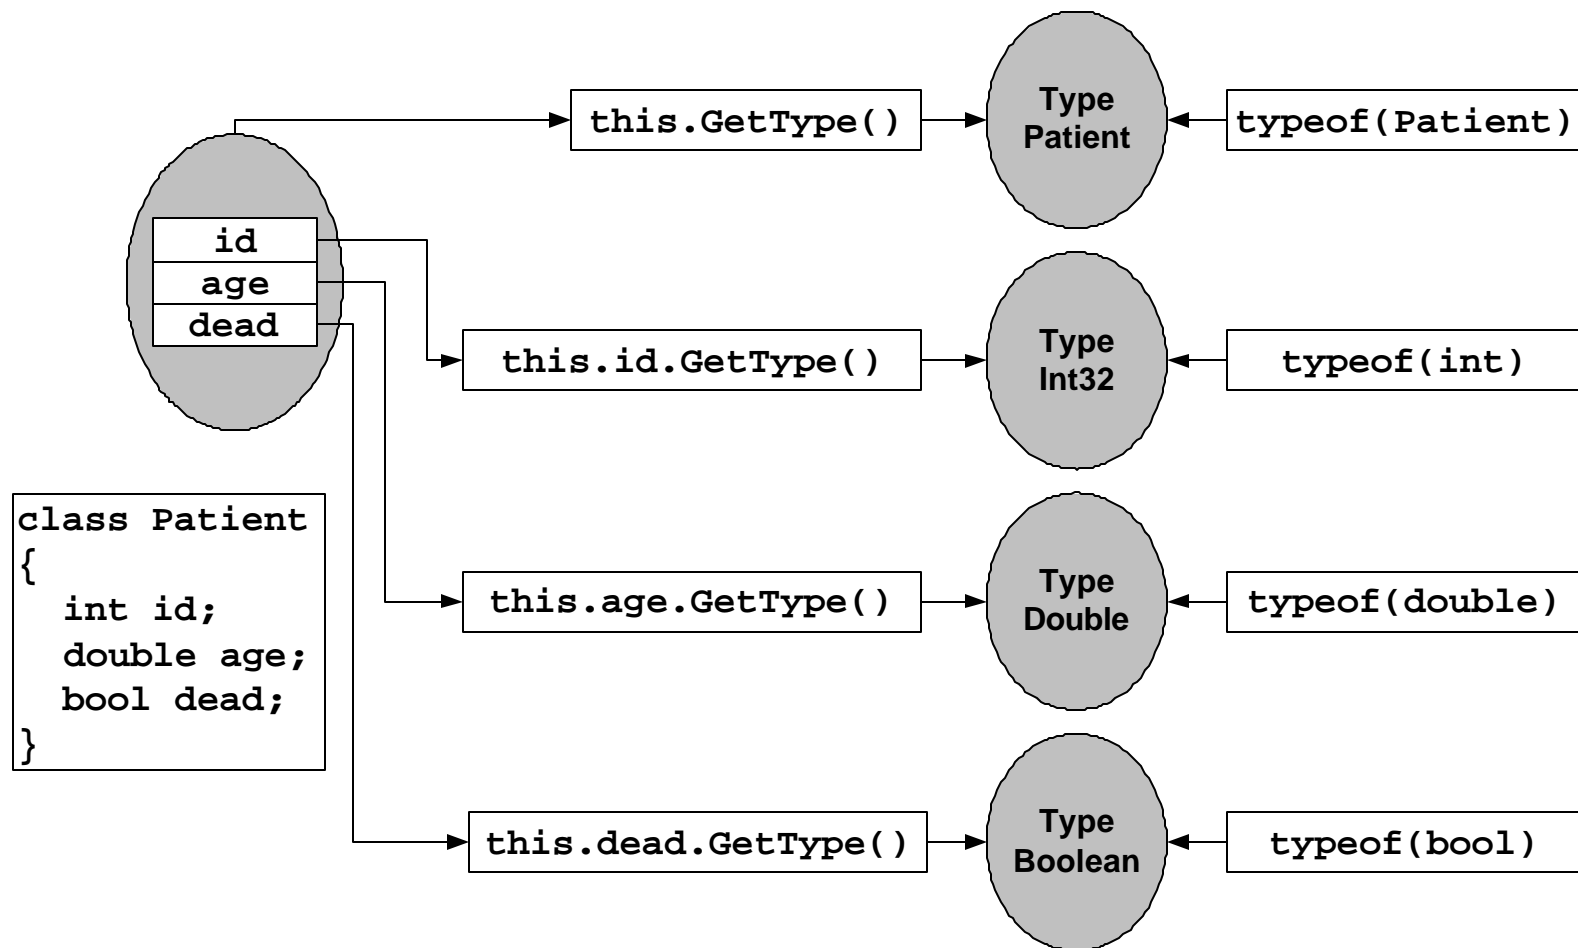 this.GetType()
Type
Patient
typeof(Patient)
id
age
dead
this.id.GetType()
Type
Int32
typeof(int)
class Patient
{
int id;
double age;
bool dead;
}
this.age.GetType()
Type
Double
typeof(double)
this.dead.GetType()
Type
Boolean
typeof(bool)